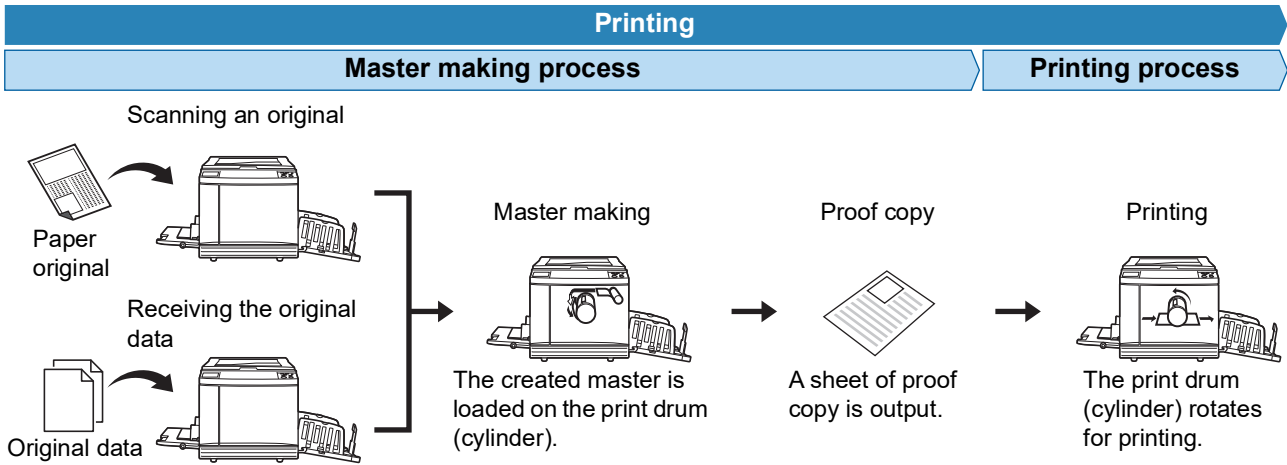 Printing
Master making process
Printing process
Scanning an original
Paper
original
Receiving the original
data
Original data
Master making
The created master is
loaded on the print drum
(cylinder).
Proof copy
A sheet of proof
copy is output.
Printing
The print drum
(cylinder) rotates
for printing.